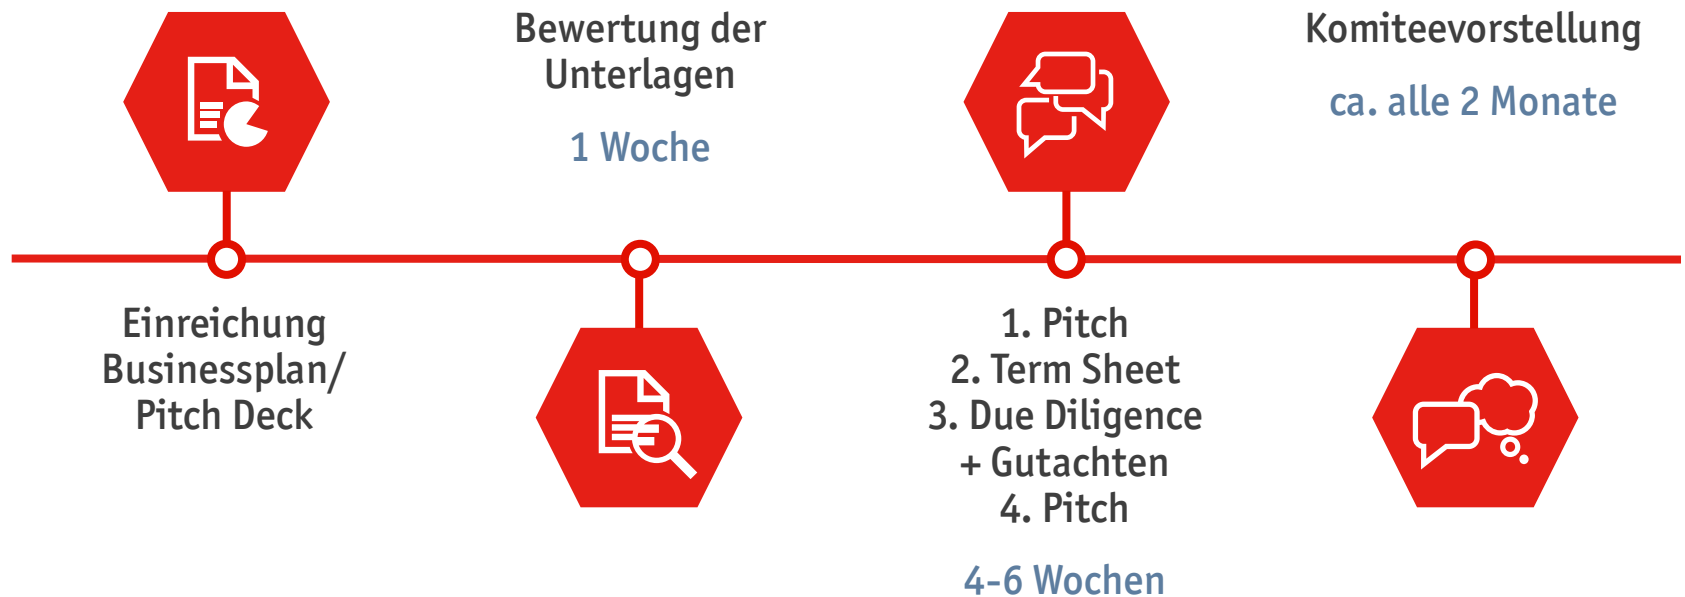 Einreichung
Businessplan/
Pitch Deck
Bewertung der
Unterlagen
1 Woche
1. Pitch
2. Term Sheet
3. Due Diligence
+ Gutachten
4. Pitch
4-6 Wochen
Komiteevorstellung
ca. alle 2 Monate